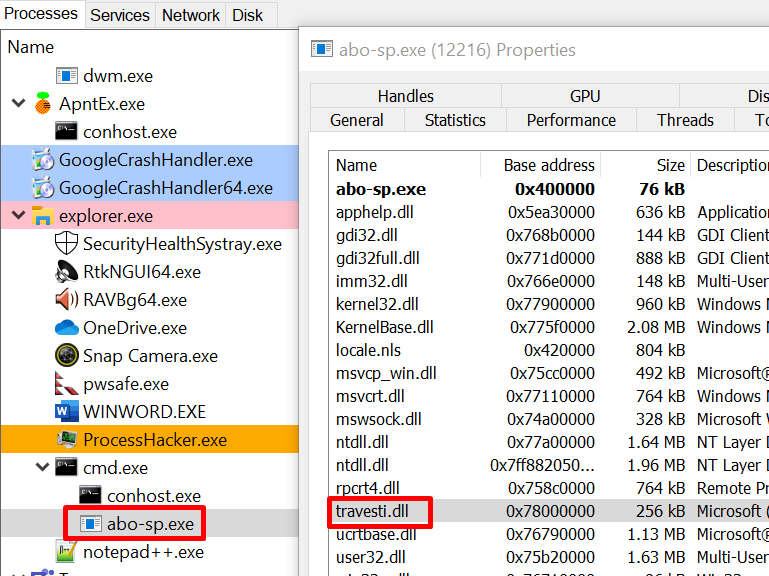 Processes Services Network Disk
Name
dwm.exe
ApntEx.exe
conhost.exe
GoogleCrashHandler.exe
GoogleCrashHandler64.exe
explorer.exe
SecurityHealthSystray.exe
RtkNGUI64.exe
RAVBg64.exe
OneDrive.exe
Snap Camera.exe
pwsafe.exe
WINWORD.EXE
ProcessHacker.exe
cmd.exe
conhost.exe
abo-sp.exe
notepad++.exe
abo-sp.exe (12216) Properties
Handles GPU Dis
General Statistics Performance Threads To
Name Base address Size Description
abo-sp.exe 0x400000 76 kB
apphelp.dll 0x5ea30000 636 kB Application
gdi32.dll 0x768b0000 144 kB GDI Client
gdi32full.dll 0x771d0000 888 kB GDI Client
imm32.dll 0x766e0000 148 kB Multi-User
kernel32.dll 0x77900000 960 kB Windows N
KernelBase.dll 0x775f0000 2.08 MB Windows N
locale.nls 0x420000 804 kB
msvcp_win.dll 0x75cc0000 492 kB Microsoft®
msvcrt.dll 0x77110000 764 kB Windows N
mswsock.dll 0x74a00000 328 kB Microsoft W
ntdll.dll 0x77a00000 1.64 MB NT Layer D
ntdll.dll 0x7ff882050... 1.96 MB NT Layer D
rpcrt4.dll 0x758c0000 764 kB Remote Pr
travesti.dll 0x78000000 256 kB Microsoft (
ucrtbase.dll 0x76790000 1.13 MB Microsoft®
user32.dll 0x75b20000 1.63 MB Multi-User